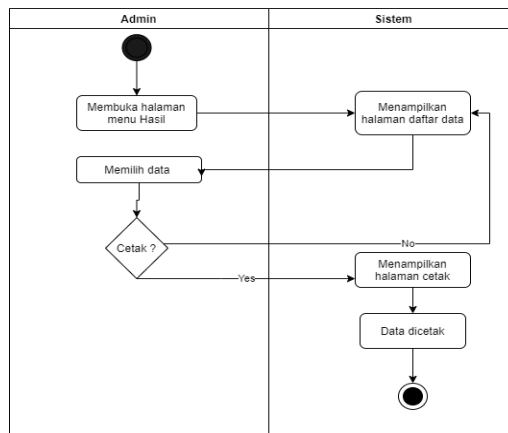 Admin
Sistem
Membuka halaman
menu Hasil
Menampilkan
halaman daftar data
Memilih data
Cetak ?
No
Yes
Menampilkan
halaman cetak
Data dicetak